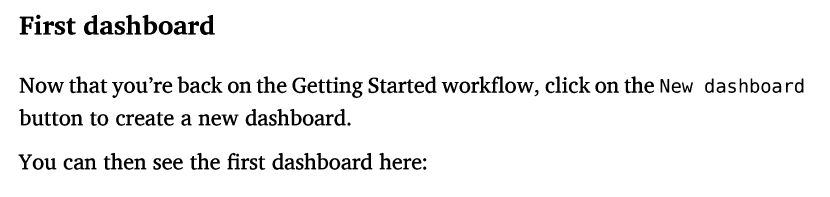 First dashboard
Now that you’re back on the Getting Started workflow, click on the New dashboard
button to create a new dashboard.
You can then see the first dashboard here: